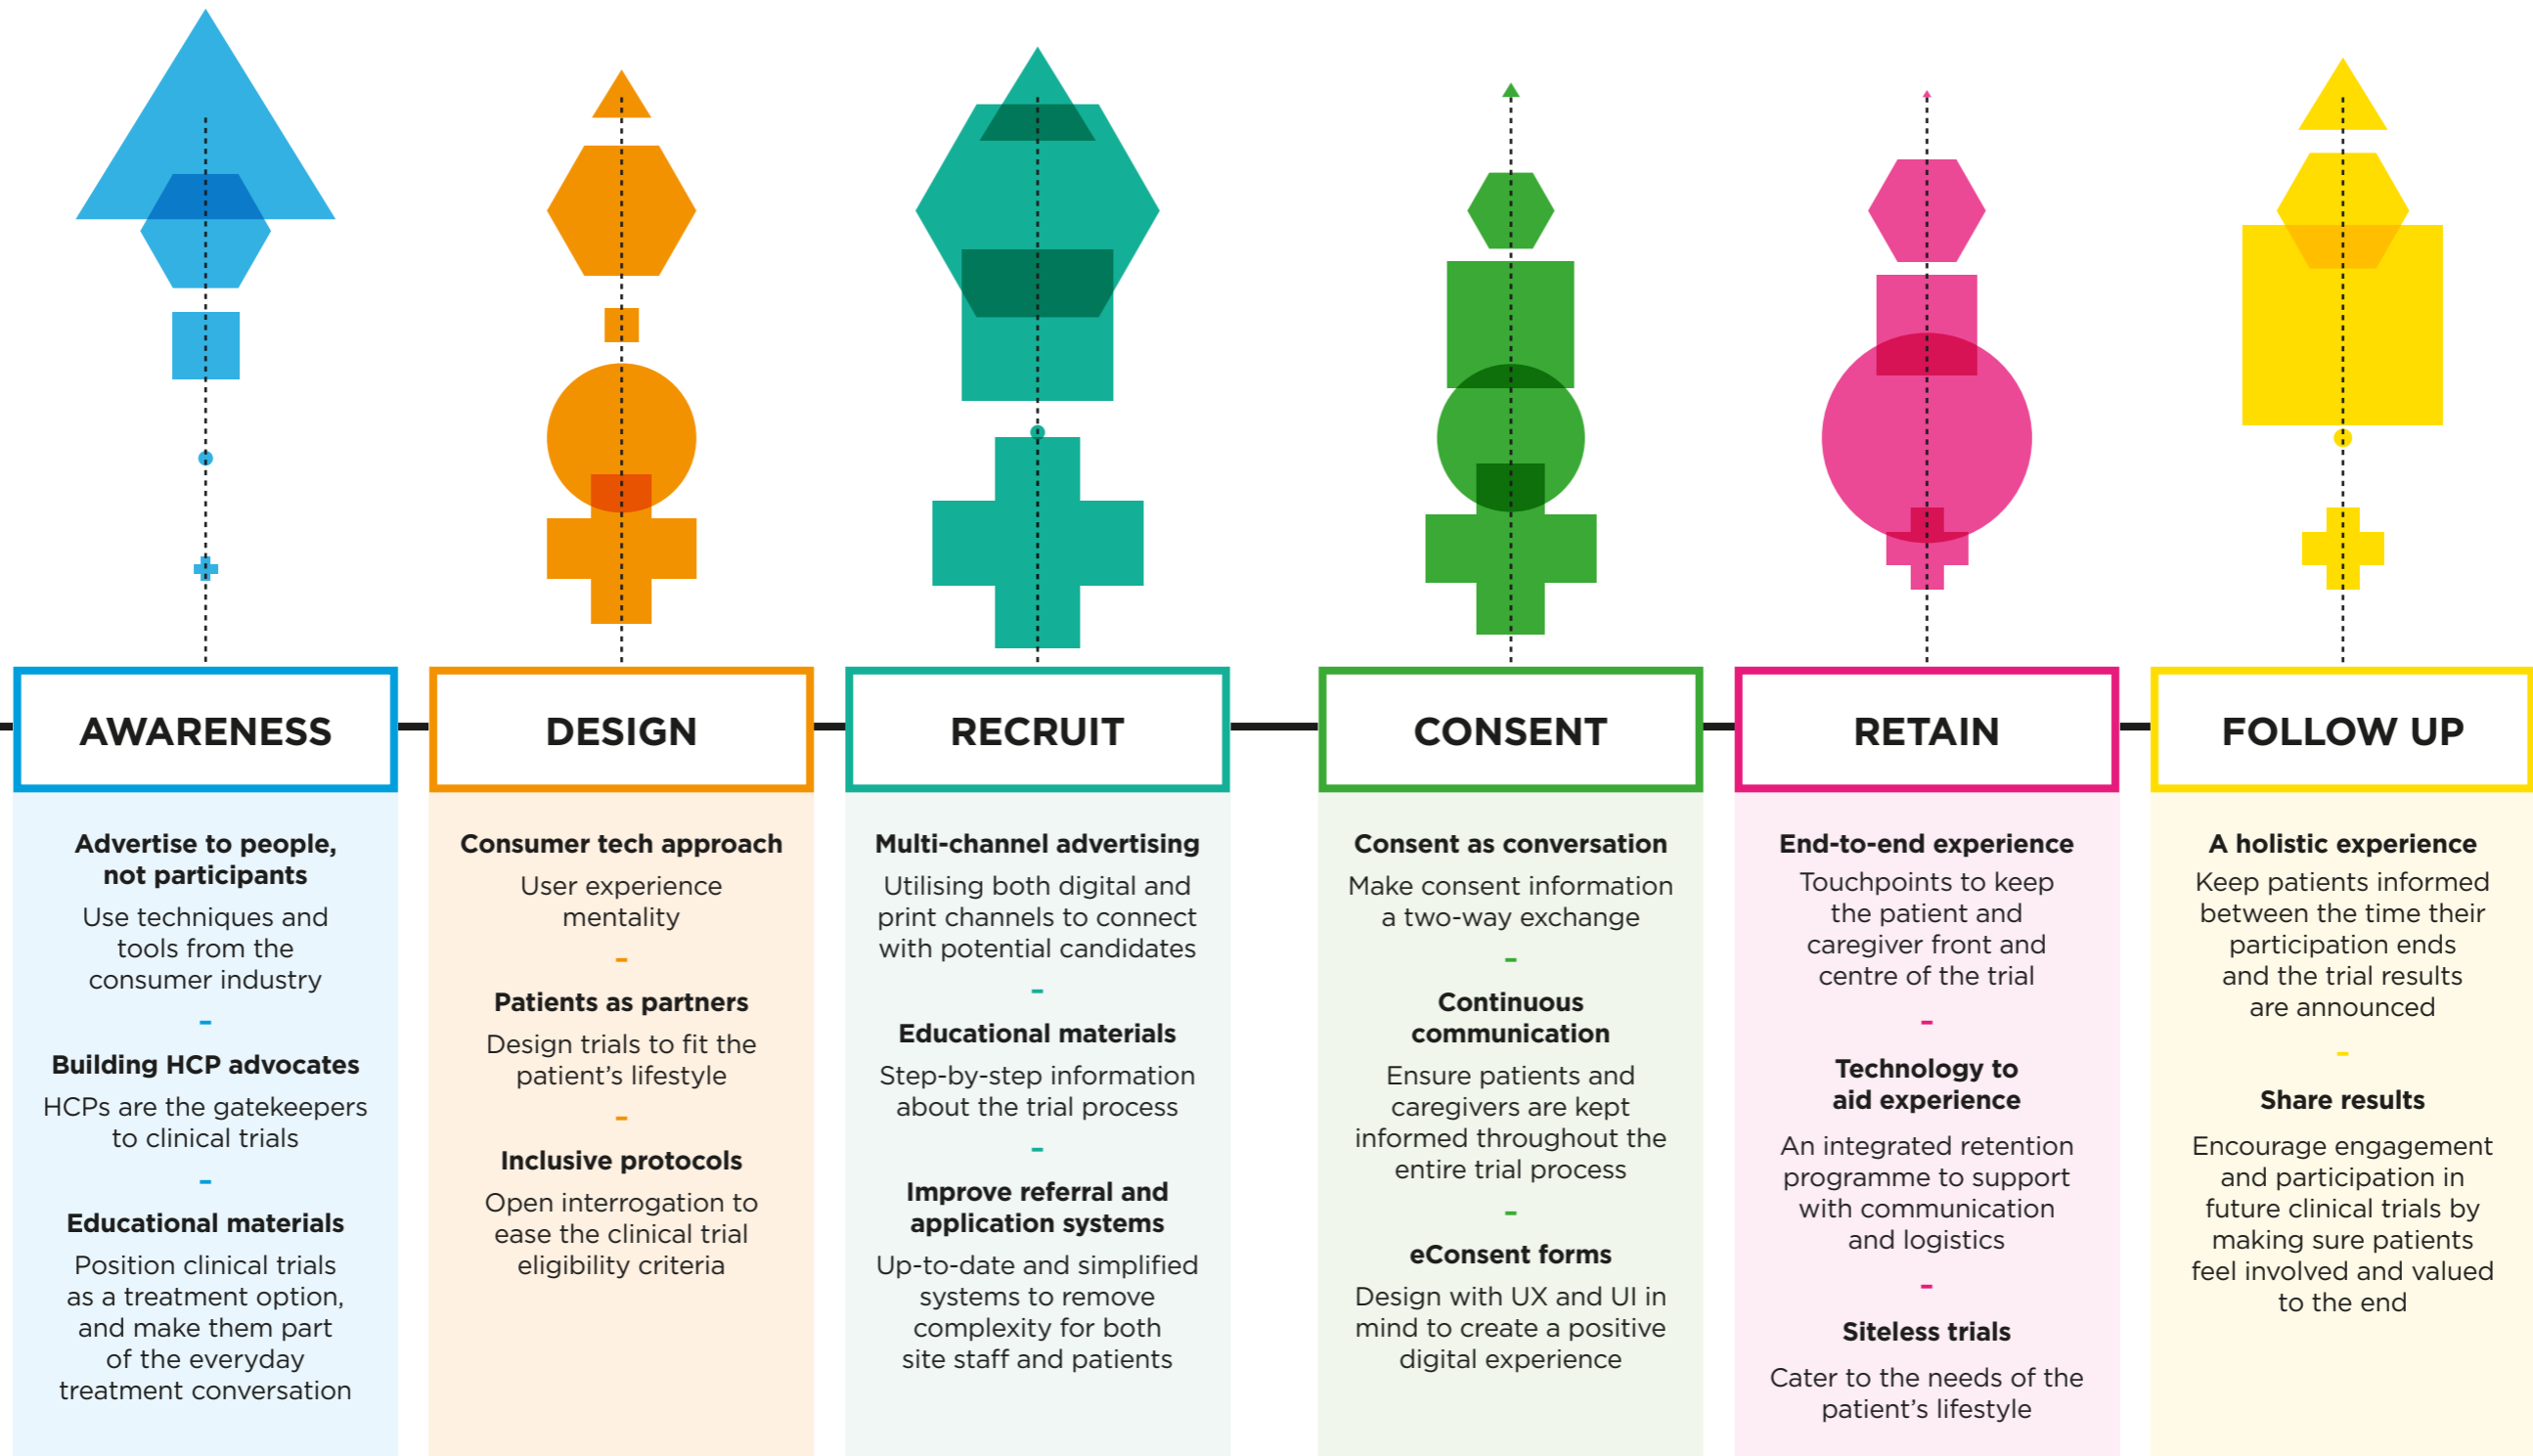 AWARENESS
Advertise to people,
not participants
Use techniques and
tools from the
consumer industry
–
Building HCP advocates
HCPs are the gatekeepers
to clinical trials
–
Educational materials
Position clinical trials
as a treatment option,
and make them part
of the everyday
treatment conversation
DESIGN
Consumer tech approach
User experience
mentality
–
Patients as partners
Design trials to fit the
patient’s lifestyle
–
Inclusive protocols
Open interrogation to
ease the clinical trial
eligibility criteria
RECRUIT
Multi-channel advertising
Utilising both digital and
print channels to connect
with potential candidates
–
Educational materials
Step-by-step information
about the trial process
–
Improve referral and
application systems
Up-to-date and simplified
systems to remove
complexity for both
site staff and patients
CONSENT
Consent as conversation
Make consent information
a two-way exchange
–
Continuous
communication
Ensure patients and
caregivers are kept
informed throughout the
entire trial process
–
eConsent forms
Design with UX and UI in
mind to create a positive
digital experience
RETAIN
End-to-end experience
Touchpoints to keep
the patient and
caregiver front and
centre of the trial
–
Technology to
aid experience
An integrated retention
programme to support
with communication
and logistics
–
Siteless trials
Cater to the needs of the
patient’s lifestyle
FOLLOW UP
A holistic experience
Keep patients informed
between the time their
participation ends
and the trial results
are announced
–
Share results
Encourage engagement
and participation in
future clinical trials by
making sure patients
feel involved and valued
to the end